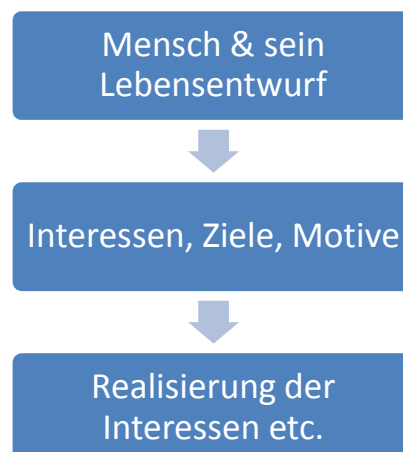 Mensch & sein
Lebensentwurf
Interessen, Ziele, Motive
Realisierung der
Interessen etc.